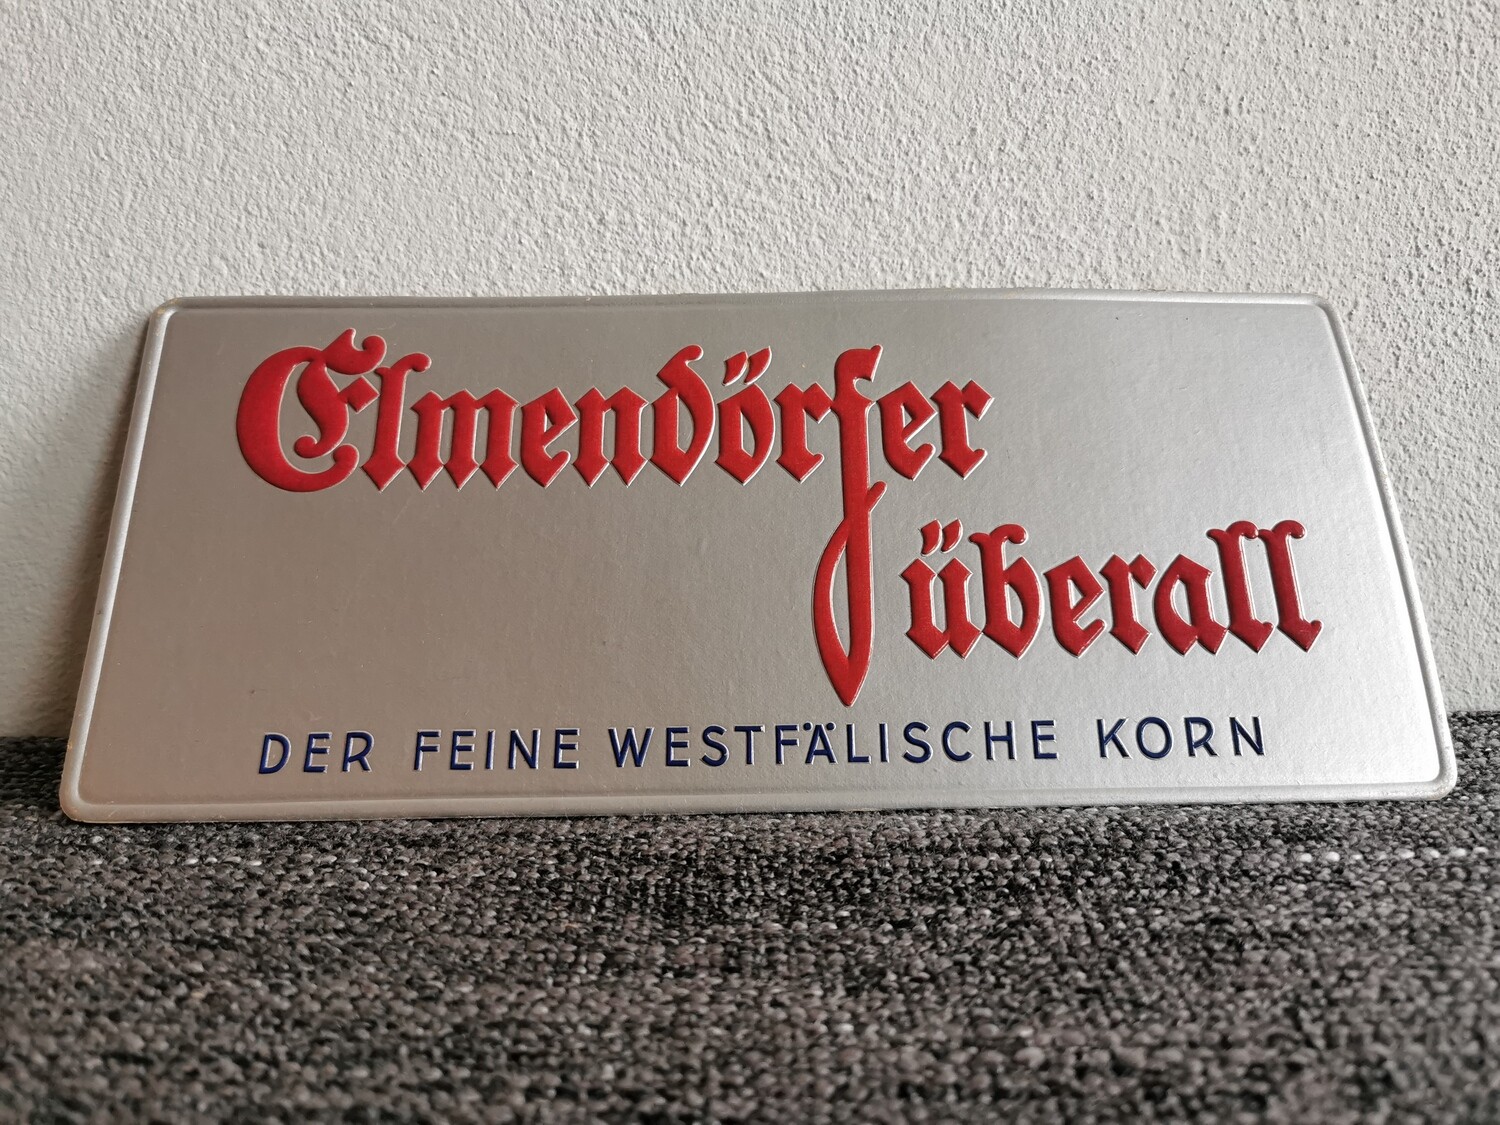 Elmendörfer
überall
DER FEINE WESTFÄLISCHE KORN